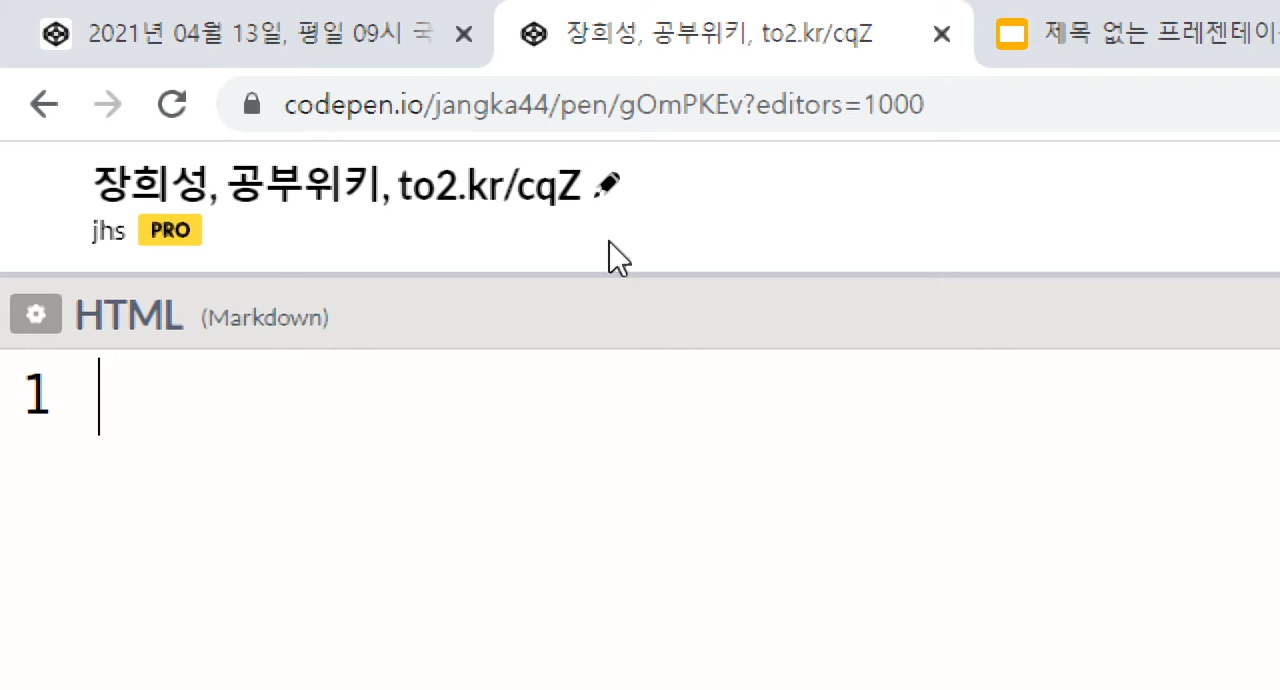 2021년 04월 13일, 평일 09시
장희성, 공부위키, to2.kr/cqZ
제목 없는 프레젠테이
codepen.io/jangka44/pen/gOmPKEv?editors=1000
장희성, 공부위키, to2.kr/cqZ
jhs PRO
HTML (Markdown)
1